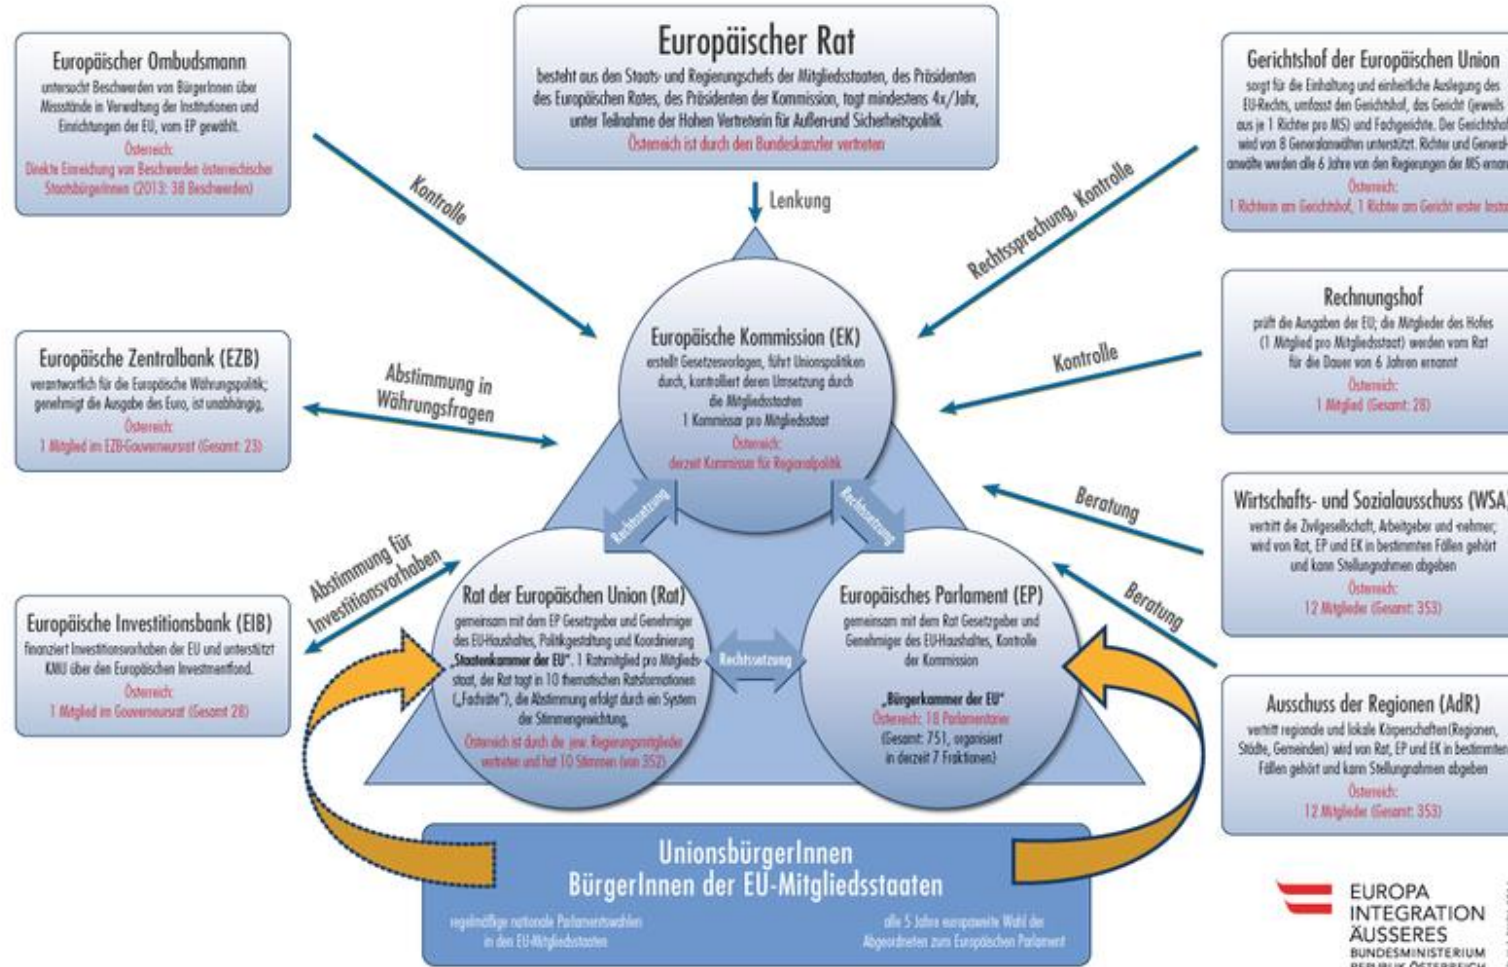 Europäischer Rat
besteht aus den Staats- und Regierungschefs der Mitgliedsstaaten, des Präsidenten
des Europäischen Rates, des Präsidenten der Kommission, tagt mindestens 4x/Jahr,
unter Teilnahme der Hohen Vertreterin für Außen-und Sicherheitspolitik
Österreich ist durch den Bundeskanzler vertreten
Lenkung
Europäischer Ombudsmann
untersucht Beschwerden von BürgerInnen über
Missstände in Verwaltung der Institutionen und
Einrichtungen der EU, vom EP gewählt.
Österreich:
Direkte Einreichung von Beschwerden österreichischer
StaatsbürgerInnen (2013: 38 Beschwerden)
Kontrolle
Europäische Zentralbank (EZB)
verantwortlich für die Europäische Währungspolitik;
genehmigt die Ausgabe des Euro, ist unabhängig,
Österreich:
1 Mitglied im EZB-Gouverneursrat (Gesamt: 23)
Abstimmung in
Währungsfragen
Europäische Investitionsbank (EIB)
finanziert Investitionsvorhaben der EU und unterstützt
KMU über den Europäischen Investmentfond.
Österreich:
1 Mitglied im Gouverneursrat (Gesamt 28)
Abstimmung für
Investitionsvorhaben
Gerichtshof der Europäischen Union
sorgt für die Einhaltung und einheitliche Auslegung des
EU-Rechts, umfasst den Gerichtshof, das Gericht (jeweils
aus je 1 Richter pro MS) und Fachgerichte. Der Gerichtshof
wird von 8 Generalanwälten unterstützt. Richter und General-
anwälte werden alle 6 Jahre von den Regierungen der MS
Österreich:
1 Richterin am Gerichtshof, 1 Richter am Gericht erster
Rechtssprechung, Kontrolle
Rechnungshof
prüft die Ausgaben der EU; die Mitglieder des Hofes
(1 Mitglied pro Mitgliedsstaat) werden vom Rat
für die Dauer von 6 Jahren ernannt
Österreich:
1 Mitglied (Gesamt: 28)
Kontrolle
Wirtschafts- und Sozialausschuss (WSA)
vertritt die Zivilgesellschaft, Arbeitgeber und -nehmer;
wird von Rat, EP und EK in bestimmten Fällen gehört
und kann Stellungnahmen abgeben
Österreich:
12 Mitglieder (Gesamt: 353)
Beratung
Ausschuss der Regionen (AdR)
vertritt regionale und lokale Körperschaften(Regionen,
Städte, Gemeinden) wird von Rat, EP und EK in bestimmten
Fällen gehört und kann Stellungnahmen abgeben
Österreich:
12 Mitglieder (Gesamt: 353)
Beratung
Europäische Kommission (EK)
erstellt Gesetzesvorlagen, führt Unionspolitiken
durch, kontrolliert deren Umsetzung durch
die Mitgliedsstaaten
1 Kommissar pro Mitgliedsstaat
Österreich:
derzeit Kommissar für Regionalpolitik
Rechtssetzung
Rechtssetzung
Rat der Europäischen Union (Rat)
gemeinsam mit dem EP Gesetzgeber und Genehmiger
des EU-Haushaltes, Politikgestaltung und Koordinierung
„Staatenkammer der EU“. 1 Ratsmitglied pro Mitglieds-
staat, der Rat tagt in 10 thematischen Ratsformationen
(„Fachräte“), die Abstimmung erfolgt durch ein System
der Stimmengewichtung,
Österreich ist durch die jew. Regierungsmitglieder
vertreten und hat 10 Stimmen (von 352)
Rechtssetzung
Europäisches Parlament (EP)
gemeinsam mit dem Rat Gesetzgeber und
Genehmiger des EU-Haushaltes, Kontrolle
der Kommission
„Bürgerkammer der EU“
Österreich: 18 Parlamentarier
(Gesamt: 751, organisiert
in derzeit 7 Fraktionen)
UnionsbürgerInnen
BürgerInnen der EU-Mitgliedsstaaten
regelmäßige nationale Parlamentswahlen
in den EU-Mitgliedsstaaten
alle 5 Jahre europaweite Wahl der
Abgeordneten zum Europäischen Parlament
EUROPA
INTEGRATION
ÄUSSERES
BUNDESMINISTERIUM
REPUBLIK ÖSTERREICH